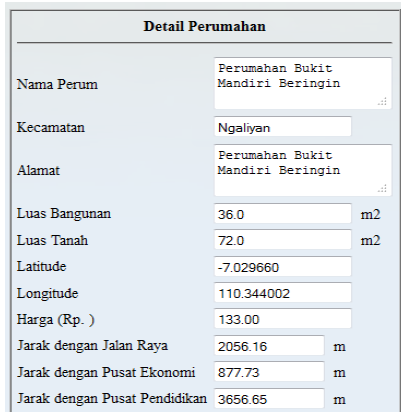 Detail Perumahan
Nama Perum
Perumahan Bukit
Mandiri Beringin
Kecamatan
Ngaliyan
Alamat
Perumahan Bukit
Mandiri Beringin
Luas Bangunan 36.0 m2
Luas Tanah 72.0 m2
Latitude -7.029660
Longitude 110.344002
Harga (Rp. ) 133.00
Jarak dengan Jalan Raya 2056.16 m
Jarak dengan Pusat Ekonomi 877.73 m
Jarak dengan Pusat Pendidikan 3656.65 m